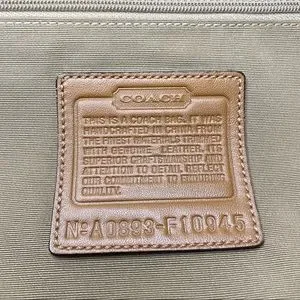 COACH
THIS IS A COACH BAG. IT WAS
HANDCRAFTED IN CHINA FROM
THE FINEST MATERIALS TRIMMED
WITH GENUINE LEATHER. ITS
SUPERIOR CRAFTSMANSHIP AND
ATTENTION TO DETAIL REFLECT
OUR COMMITMENT TO ENDURING
QUALITY.
Nº A0893-F10945